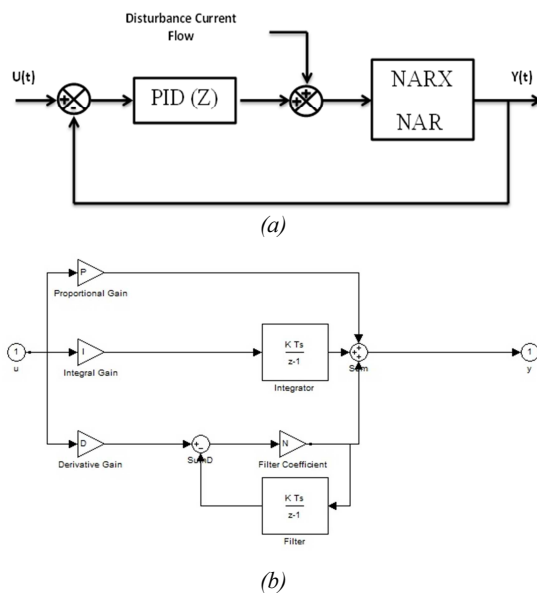 Disturbance Current
Flow
U(t)
+
-
PID (Z)
+
+
NARX
NAR
Y(t)
(a)
P
Proportional Gain
1
u
I
Integral Gain
K Ts
z-1
Integrator
+
+
+
Sum
1
y
D
Derivative Gain
+
-
SumD
N
Filter Coefficient
K Ts
z-1
Filter
(b)